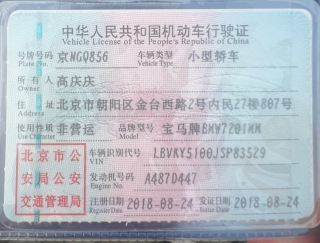 中华人民共和国机动车行驶证
Vehicle License of the People's Republic of China
号牌号码 京NGQ856 车辆类型 小型轿车
Plate No. Vehicle Type
所有人 高庆庆
Owner
住址 北京市朝阳区金台西路2号内民27楼807号
Address
使用性质 非营运 品牌型号 宝马牌BMW7201MM
Use Character Model
北京市公 车辆识别代号 LBVKY5100JSP83529
VIN
安局公安 发动机号码 A487D447
Engine No.
交通管理局 注册日期 2018-08-24 发证日期 2018-08-24
Register Date Issue Date